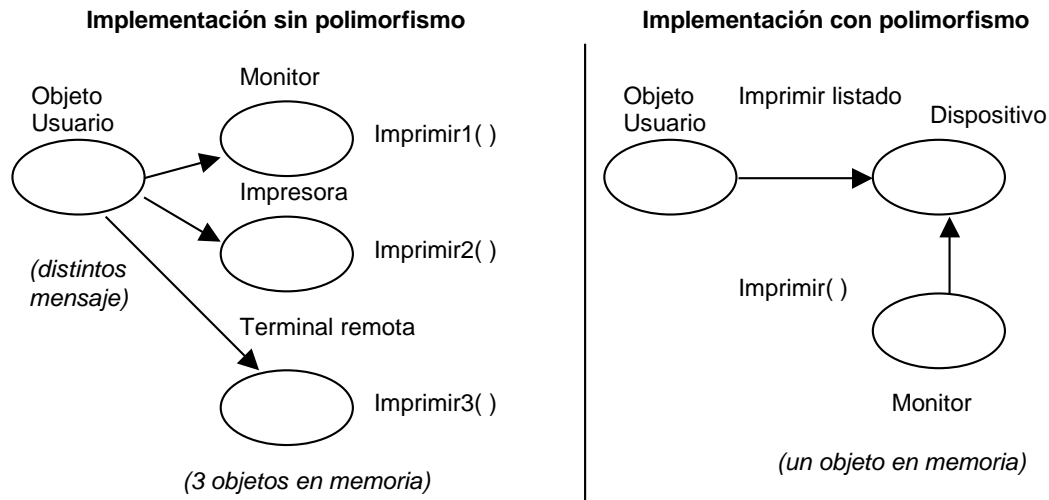 Implementación sin polimorfismo
Monitor
Objeto
Usuario
Imprimir1( )
Impresora
Imprimir2( )
(distintos
mensaje)
Terminal remota
Imprimir3( )
(3 objetos en memoria)
Implementación con polimorfismo
Objeto
Usuario
Imprimir listado
Dispositivo
Imprimir( )
Monitor
(un objeto en memoria)